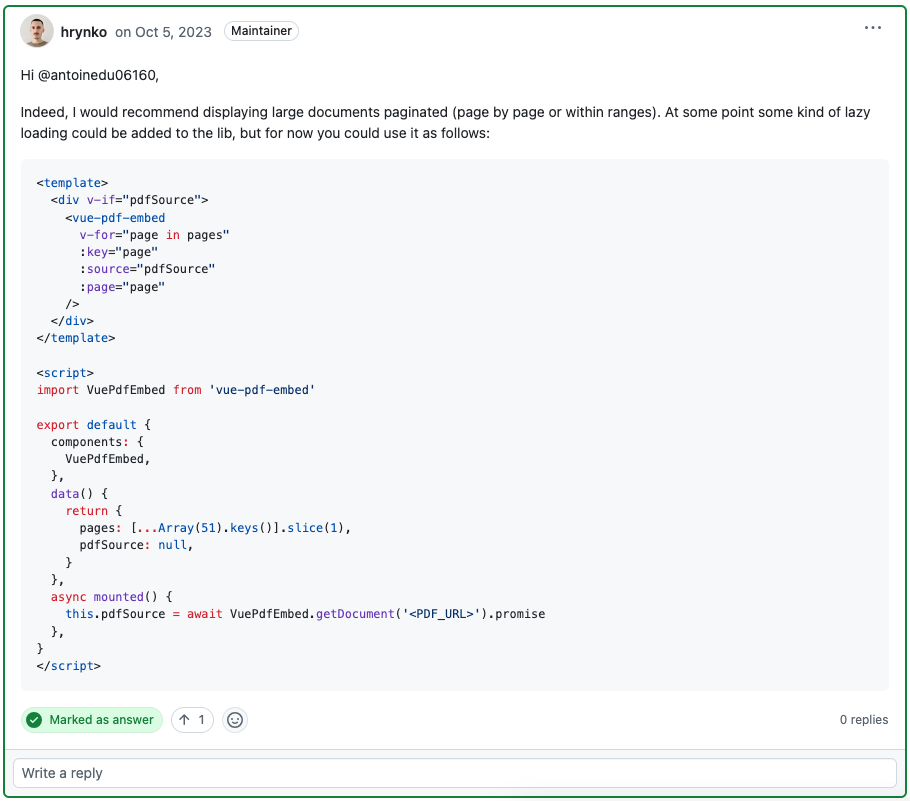 hrynko on Oct 5, 2023 Maintainer
Hi @antoinedu06160,
Indeed, I would recommend displaying large documents paginated (page by page or within ranges). At some point some kind of lazy
loading could be added to the lib, but for now you could use it as follows:
<template>
  <div v-if="pdfSource">
    <vue-pdf-embed
      v-for="page in pages"
      :key="page"
      :source="pdfSource"
      :page="page"
    />
  </div>
</template>

<script>
import VuePdfEmbed from 'vue-pdf-embed'

export default {
  components: {
    VuePdfEmbed,
  },
  data() {
    return {
      pages: [...Array(51).keys()].slice(1),
      pdfSource: null,
    }
  },
  async mounted() {
    this.pdfSource = await VuePdfEmbed.getDocument('<PDF_URL>').promise
  },
}
</script>
Marked as answer ↑ 1 0 replies
Write a reply